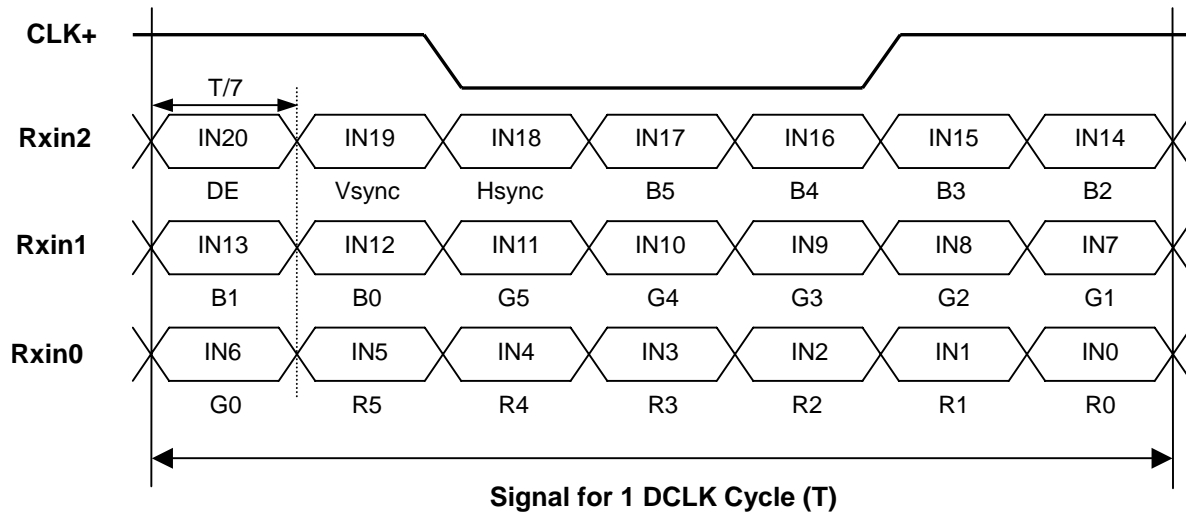 CLK+
T/7
Rxin2 IN20 IN19 IN18 IN17 IN16 IN15 IN14
DE Vsync Hsync B5 B4 B3 B2
Rxin1 IN13 IN12 IN11 IN10 IN9 IN8 IN7
B1 B0 G5 G4 G3 G2 G1
Rxin0 IN6 IN5 IN4 IN3 IN2 IN1 IN0
G0 R5 R4 R3 R2 R1 R0
Signal for 1 DCLK Cycle (T)